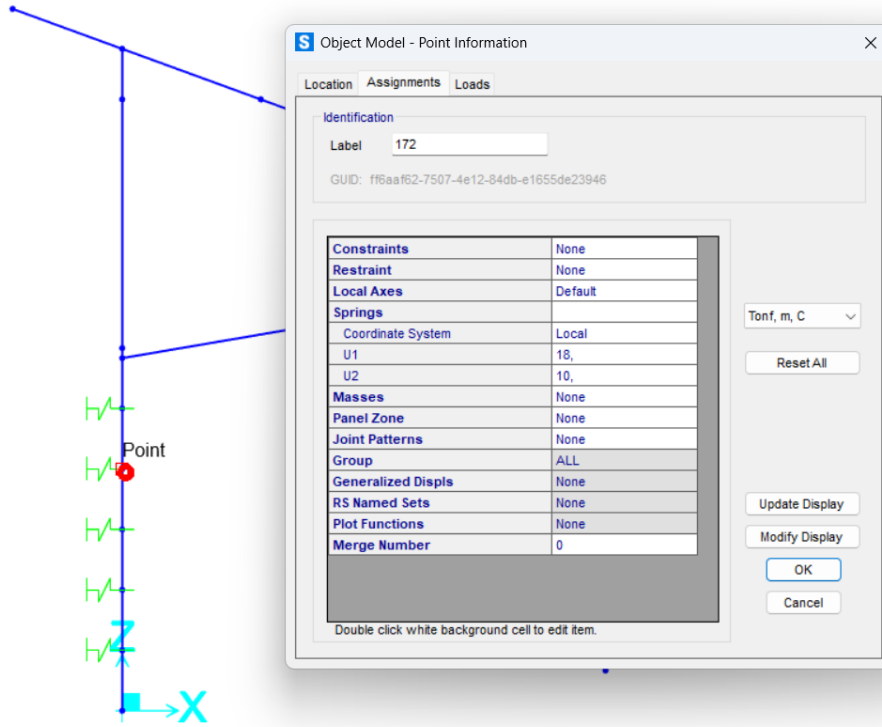 Object Model - Point Information
Location Assignments Loads
Identification
Label 172
GUID: ff6aaf62-7507-4e12-84db-e1655de23946
Constraints None
Restraint None
Local Axes Default
Springs
Coordinate System Local
U1 18,
U2 10,
Masses None
Panel Zone None
Joint Patterns None
Group ALL
Generalized Displs None
RS Named Sets None
Plot Functions None
Merge Number 0
Double click white background cell to edit item.
Tonf, m, C
Reset All
Update Display
Modify Display
OK
Cancel
Point
Z
X